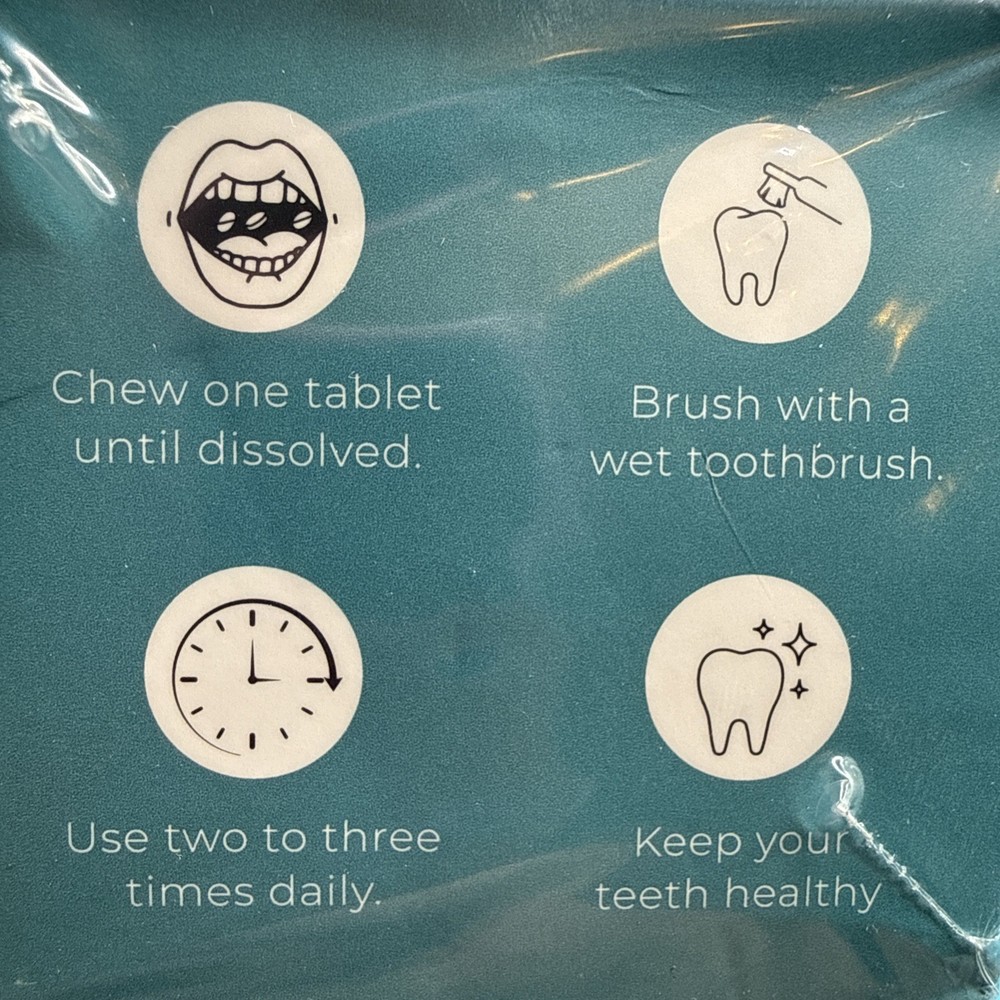 Chew one tablet
until dissolved.
Brush with a
wet toothbrush.
Use two to three
times daily.
Keep your
teeth healthy